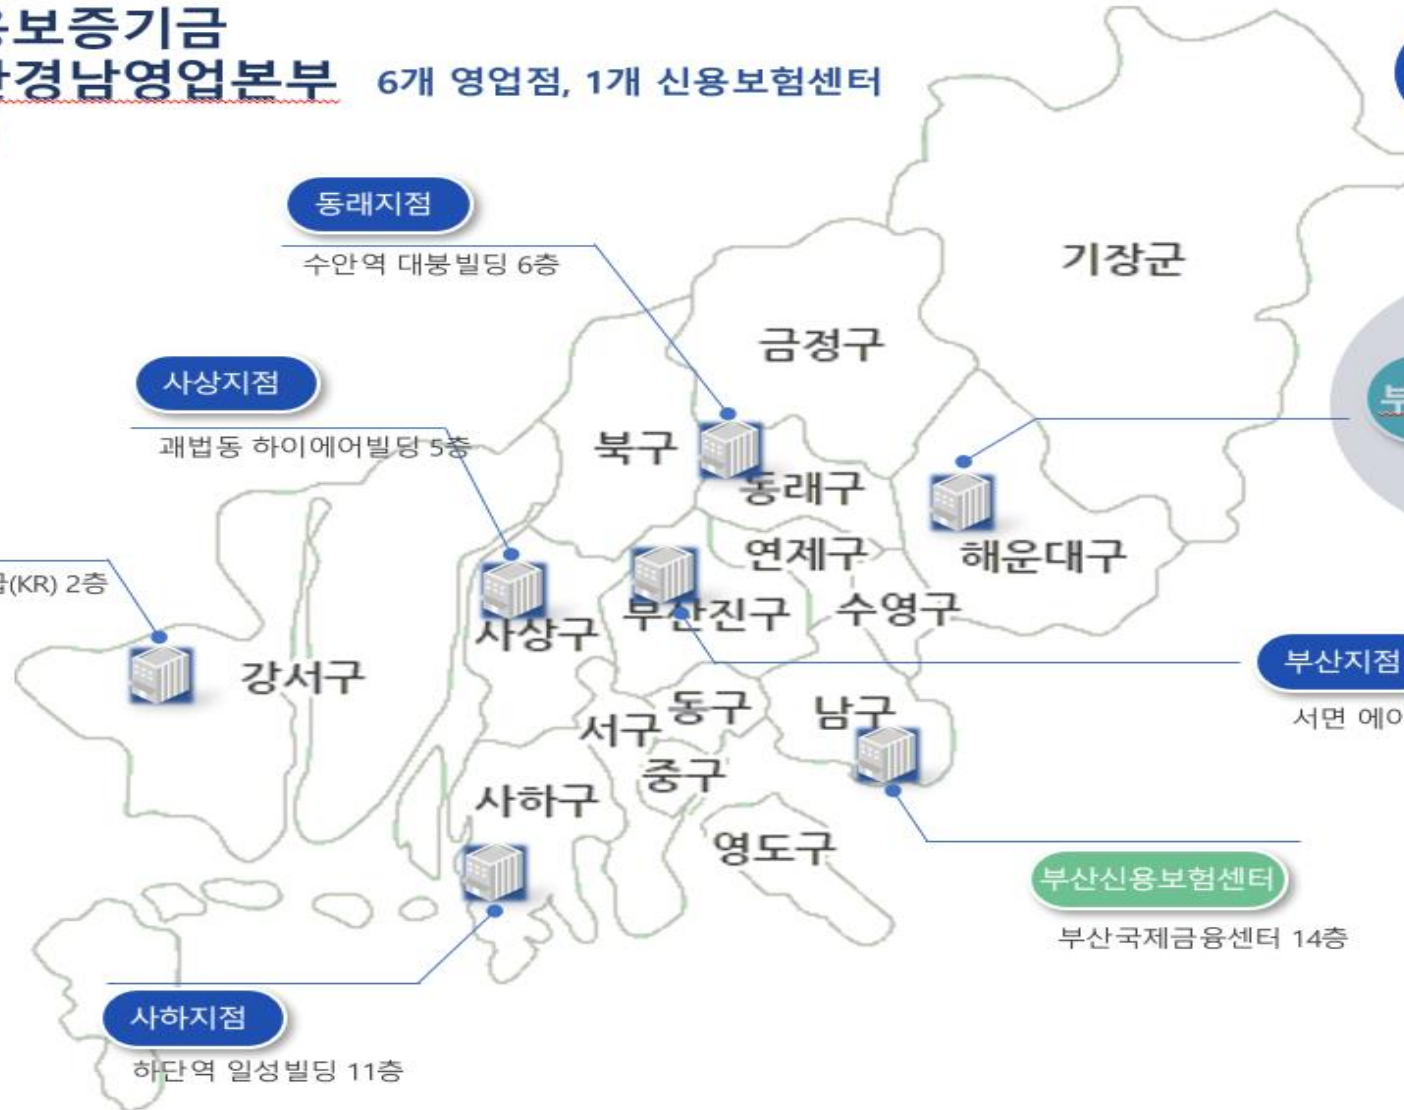 용보증기금
산경남영업본부 6개 영업점, 1개 신용보험센터
동래지점
수안역 대붕빌딩 6층
기장군
금정구
사상지점
괘법동 하이에어빌딩 5층
북구
동래구
연제구
해운대구
급(KR) 2층
수영구
부산진구
사상구
강서구
부산지점
서면 에이
동구
남구
서구
중구
사하구
영도구
부산신용보험센터
부산국제금융센터 14층
사하지점
하단역 일성빌딩 11층